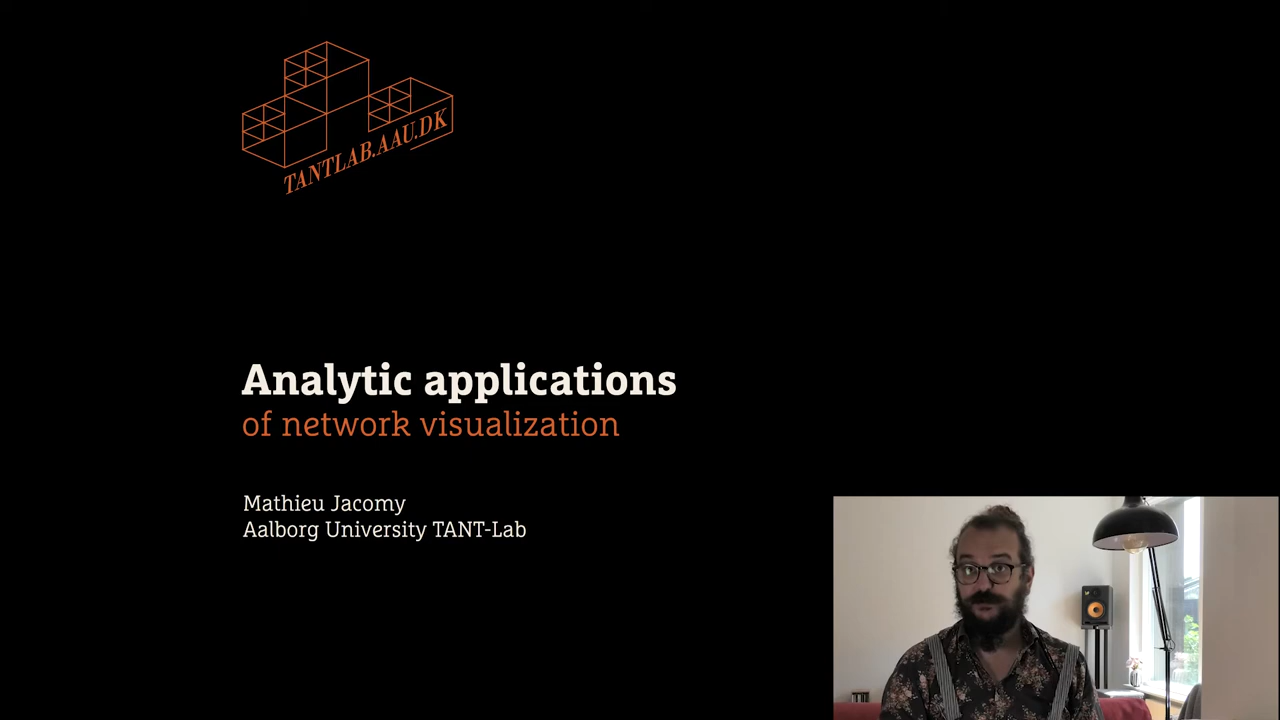 TANTLAB.AAU.DK
Analytic applications
of network visualization
Mathieu Jacomy
Aalborg University TANT-Lab